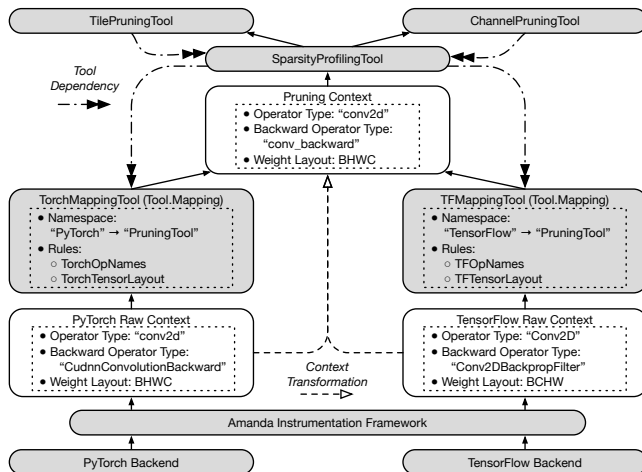 TilePruningTool
ChannelPruningTool
SparsityProfilingTool
Tool
Dependency
Pruning Context
● Operator Type: “conv2d”
● Backward Operator Type:
“conv_backward”
● Weight Layout: BHWC
TorchMappingTool (Tool.Mapping)
● Namespace:
“PyTorch” → “PruningTool”
● Rules:
○ TorchOpNames
○ TorchTensorLayout
TFMappingTool (Tool.Mapping)
● Namespace:
“TensorFlow” → “PruningTool”
● Rules:
○ TFOpNames
○ TFTensorLayout
PyTorch Raw Context
● Operator Type: “conv2d”
● Backward Operator Type:
“CudnnConvolutionBackward”
● Weight Layout: BHWC
Context
Transformation
TensorFlow Raw Context
● Operator Type: “Conv2D”
● Backward Operator Type:
“Conv2DBackpropFilter”
● Weight Layout: BCHW
Amanda Instrumentation Framework
PyTorch Backend
TensorFlow Backend